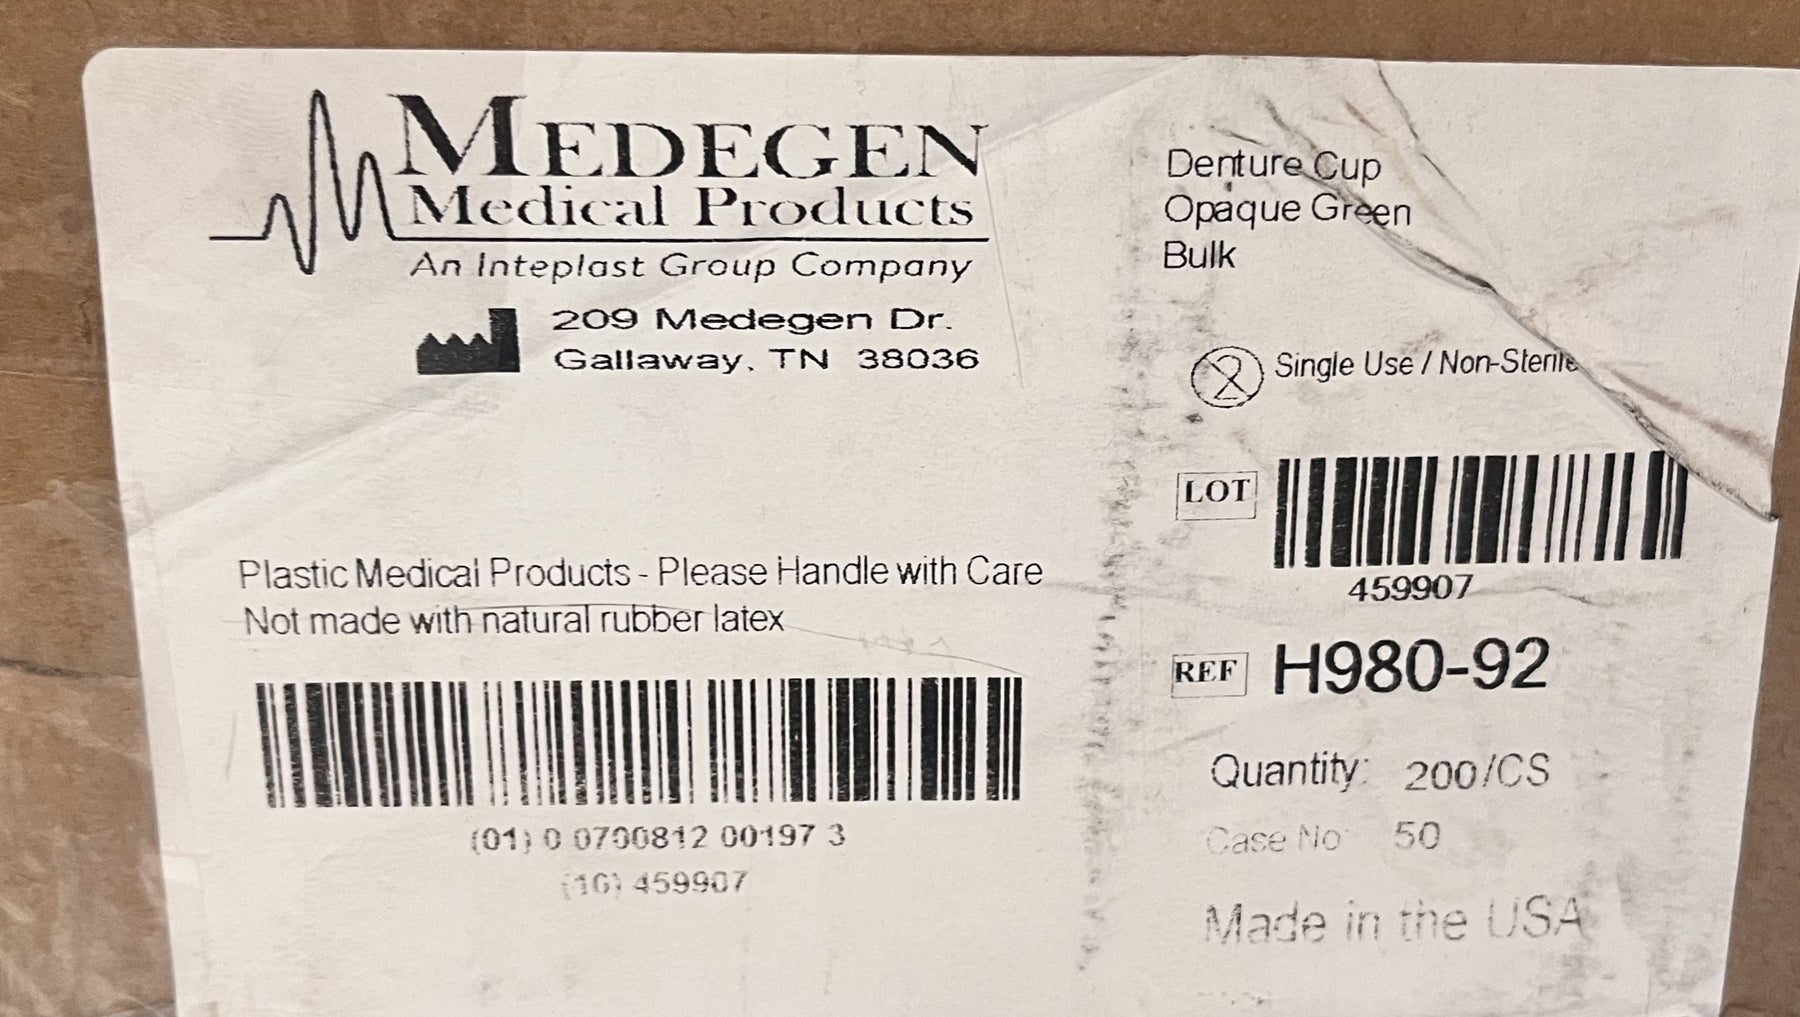 MEDEGEN
Medical Products
An Inteplast Group Company
209 Medegen Dr.
Gallaway, TN 38036
Plastic Medical Products - Please Handle with Care
Not made with natural rubber latex
(01) 0 0700812 00197 3
(10) 459907
Denture Cup
Opaque Green
Bulk
2 Single Use / Non-Sterile
LOT
459907
REF H980-92
Quantity: 200/CS
Case No 50
Made in the USA